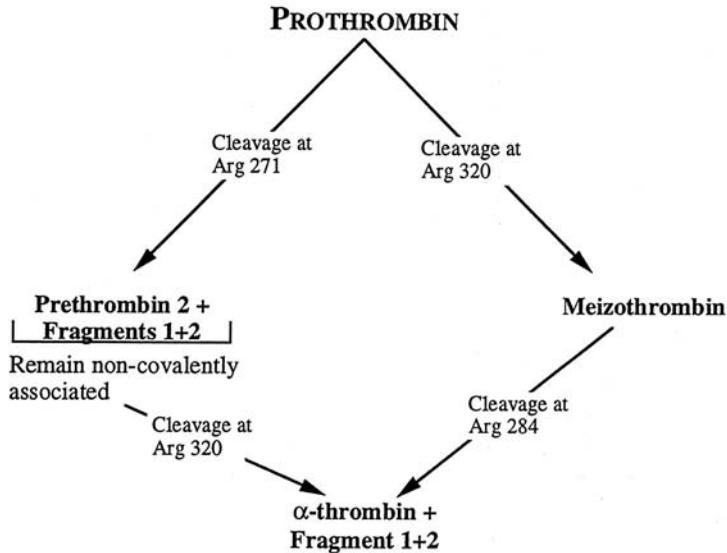 PROTHROMBIN
Cleavage at
Arg 271
Cleavage at
Arg 320
Prethrombin 2 +
Fragments 1+2
Remain non-covalently
associated
Meizothrombin
Cleavage at
Arg 320
Cleavage at
Arg 284
α-thrombin +
Fragment 1+2